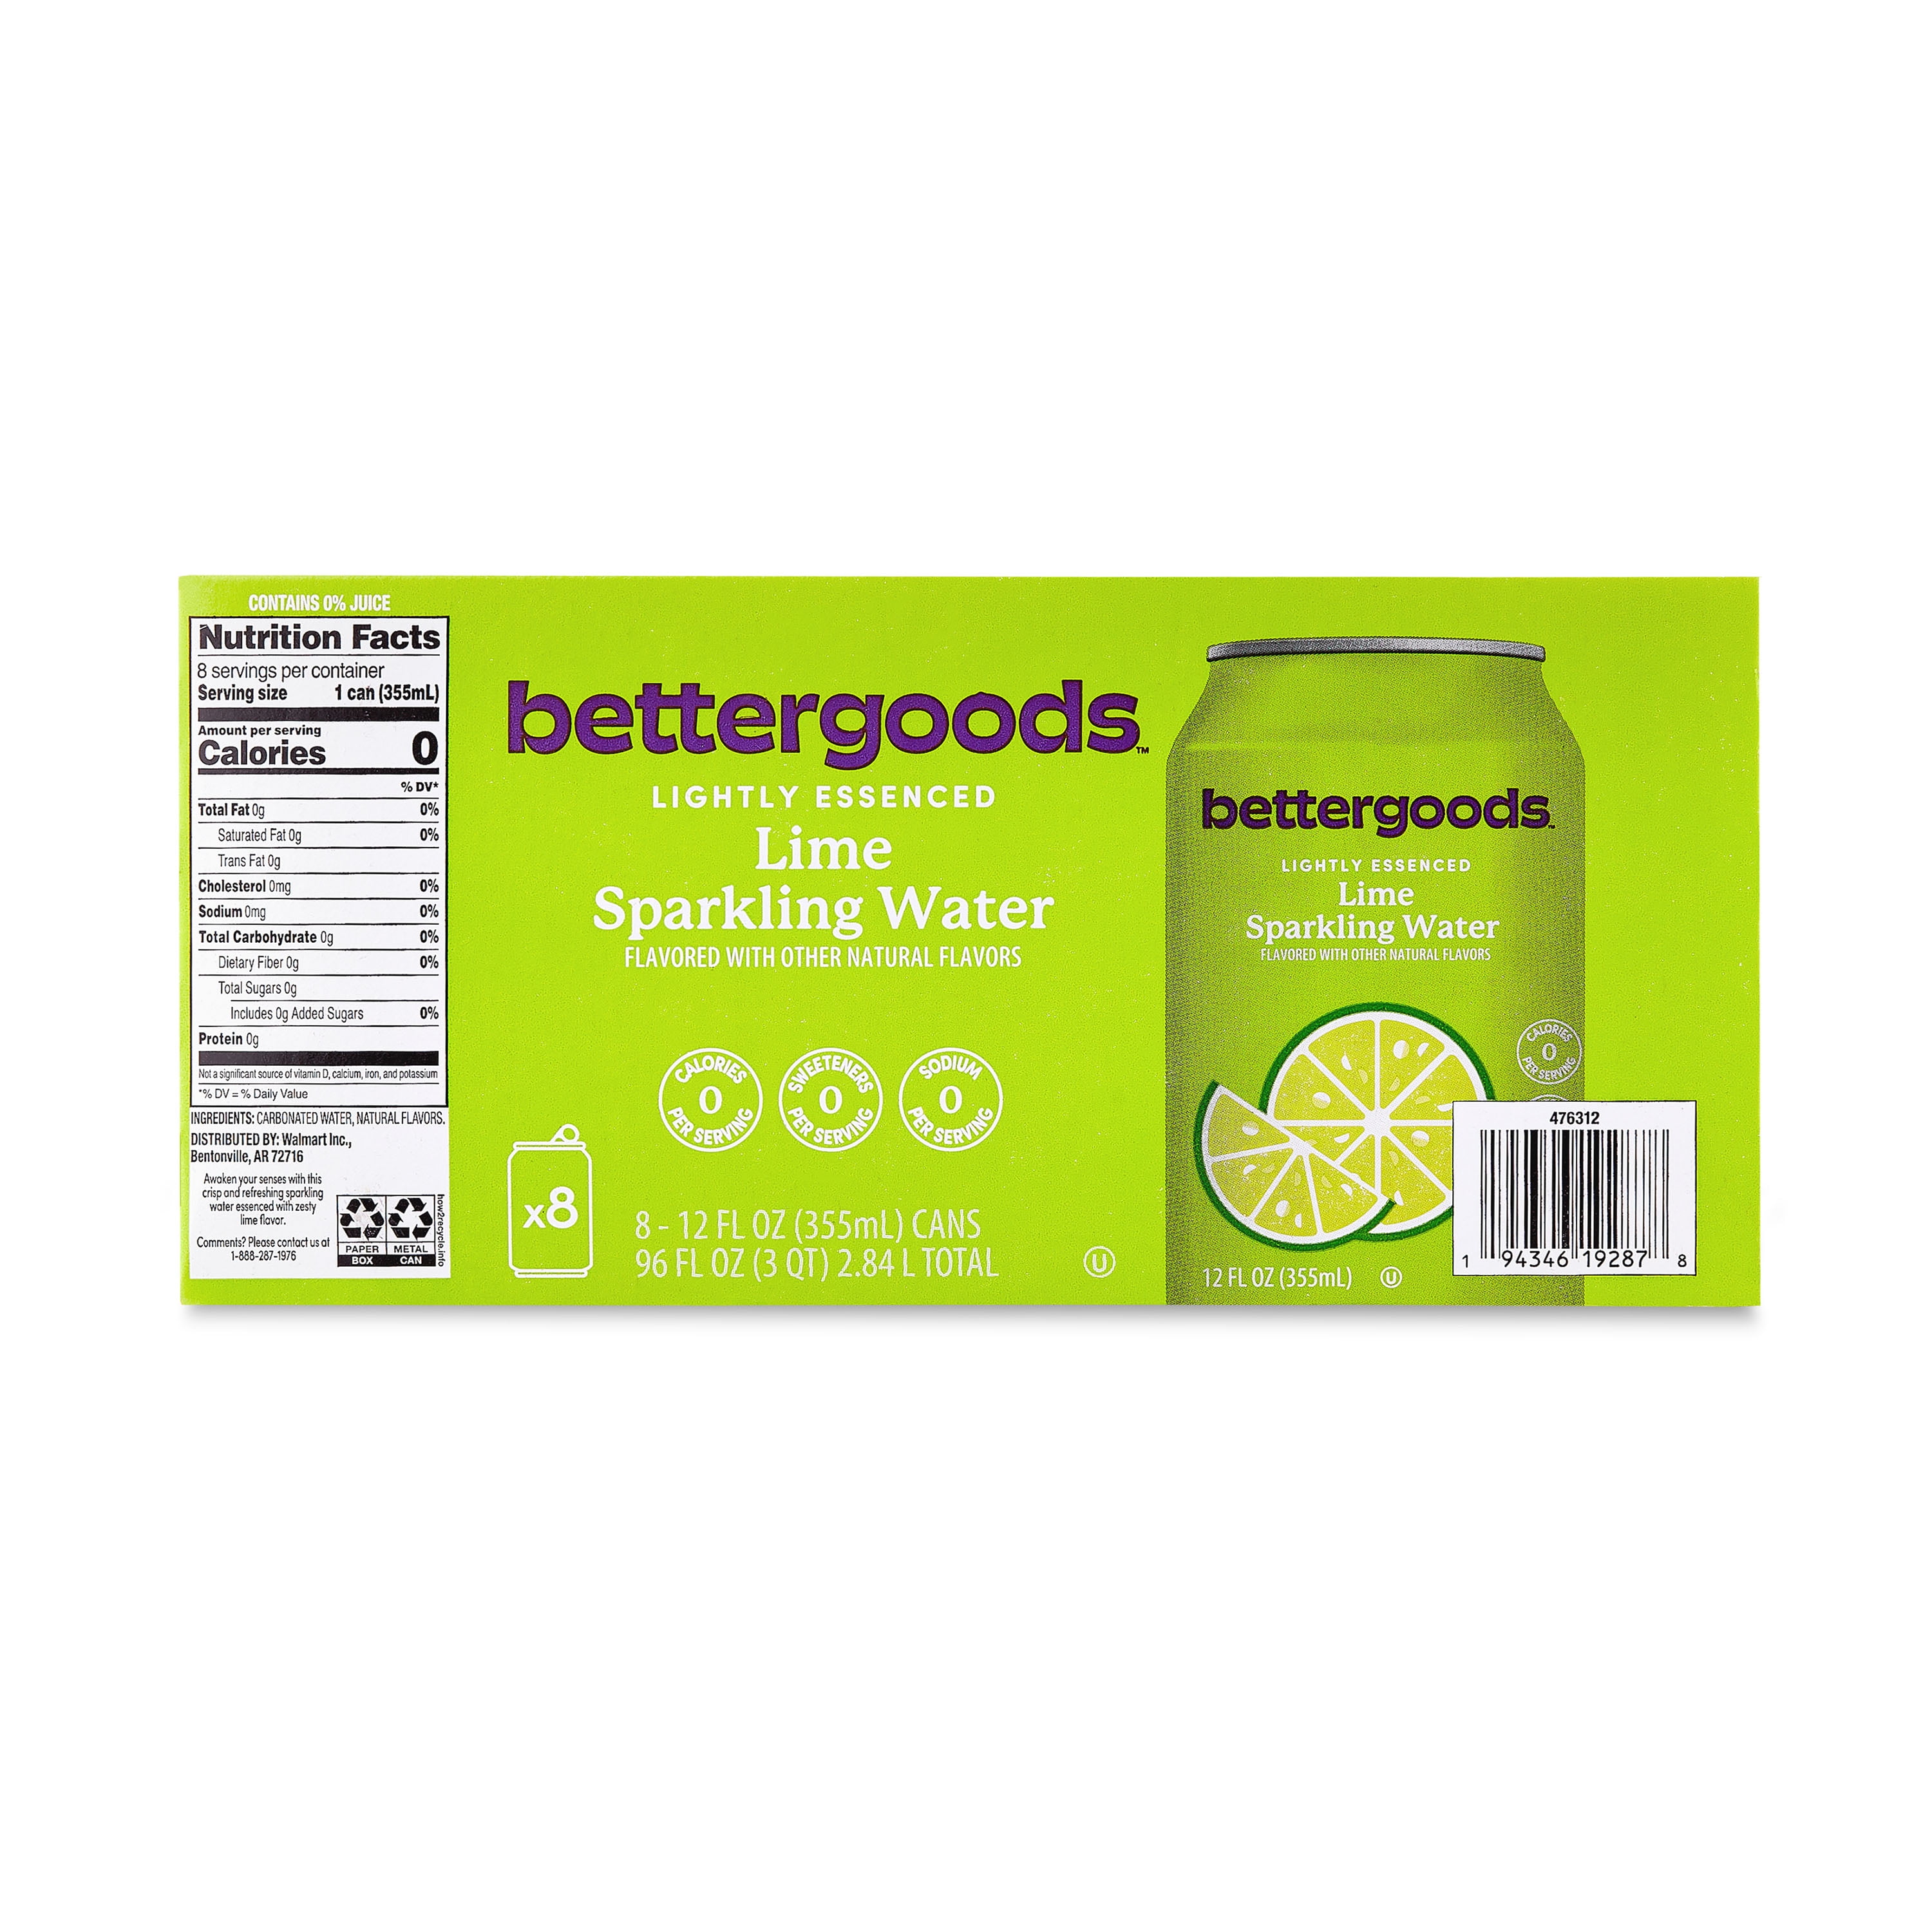 CONTAINS 0% JUICE
Nutrition Facts
8 servings per container
Serving size 1 can (355mL)
Amount per serving
Calories 0
% DV*
Total Fat 0g 0%
Saturated Fat 0g 0%
Trans Fat 0g
Cholesterol 0mg 0%
Sodium 0mg 0%
Total Carbohydrate 0g 0%
Dietary Fiber 0g 0%
Total Sugars 0g
Includes 0g Added Sugars 0%
Protein 0g
Not a significant source of vitamin D, calcium, iron, and potassium
*% DV = % Daily Value
INGREDIENTS: CARBONATED WATER, NATURAL FLAVORS.
DISTRIBUTED BY: Walmart Inc.,
Bentonville, AR 72716
Awaken your senses with this
crisp and refreshing sparkling
water essenced with zesty
lime flavor.
Comments? Please contact us at
1-888-287-1976
PAPER METAL
BOX CAN
how2recycle.info
bettergoods™
LIGHTLY ESSENCED
Lime
Sparkling Water
FLAVORED WITH OTHER NATURAL FLAVORS
CALORIES 0 PER SERVING
SWEETENERS 0 PER SERVING
SODIUM 0 PER SERVING
x8
8 - 12 FL OZ (355mL) CANS
96 FL OZ (3 QT) 2.84 L TOTAL
U
bettergoods™
LIGHTLY ESSENCED
Lime
Sparkling Water
FLAVORED WITH OTHER NATURAL FLAVORS
CALORIES 0 PER SERVING
12 FL OZ (355mL) U
476312
1 94346 19287 8